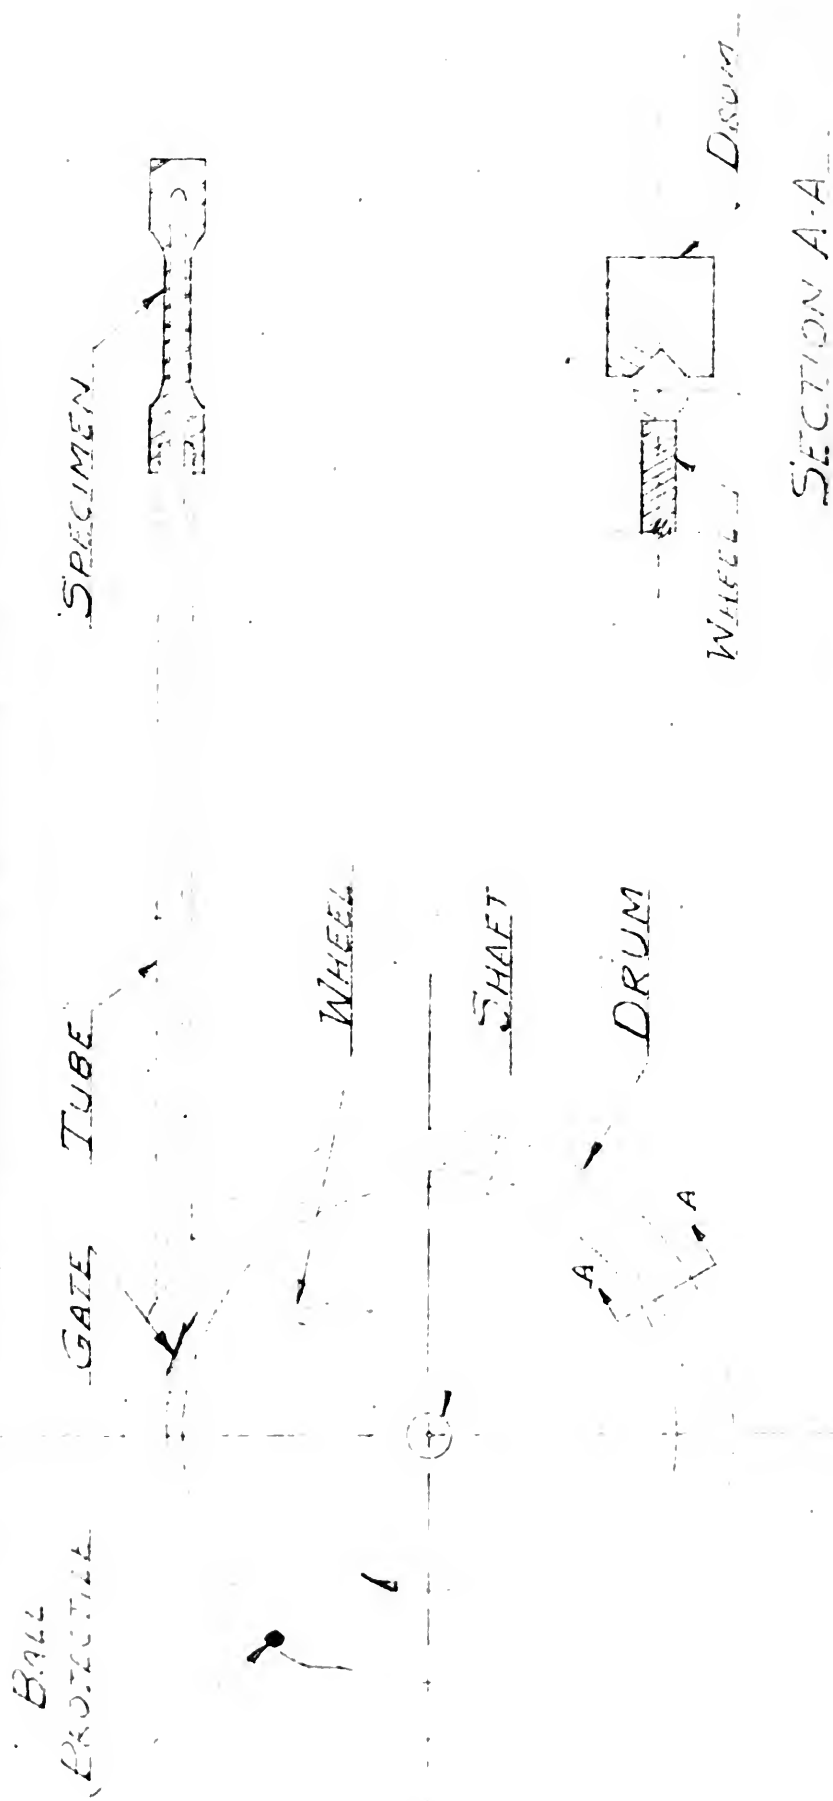 BALL
PROJECTILE
GATE
TUBE
SPECIMEN
WHEEL
SHAFT
DRUM
A
A
WHEEL
DRUM
SECTION A-A